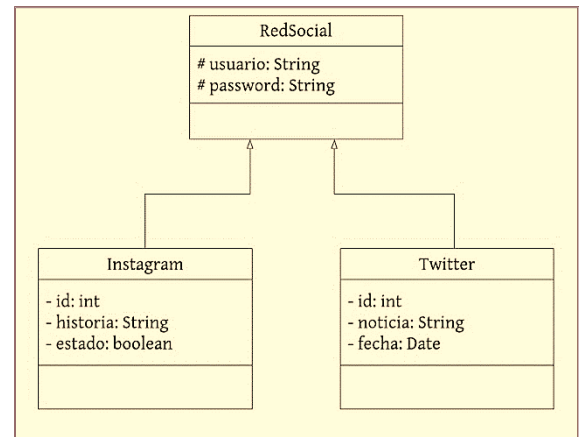 RedSocial
# usuario: String
# password: String
Instagram
- id: int
- historia: String
- estado: boolean
Twitter
- id: int
- noticia: String
- fecha: Date